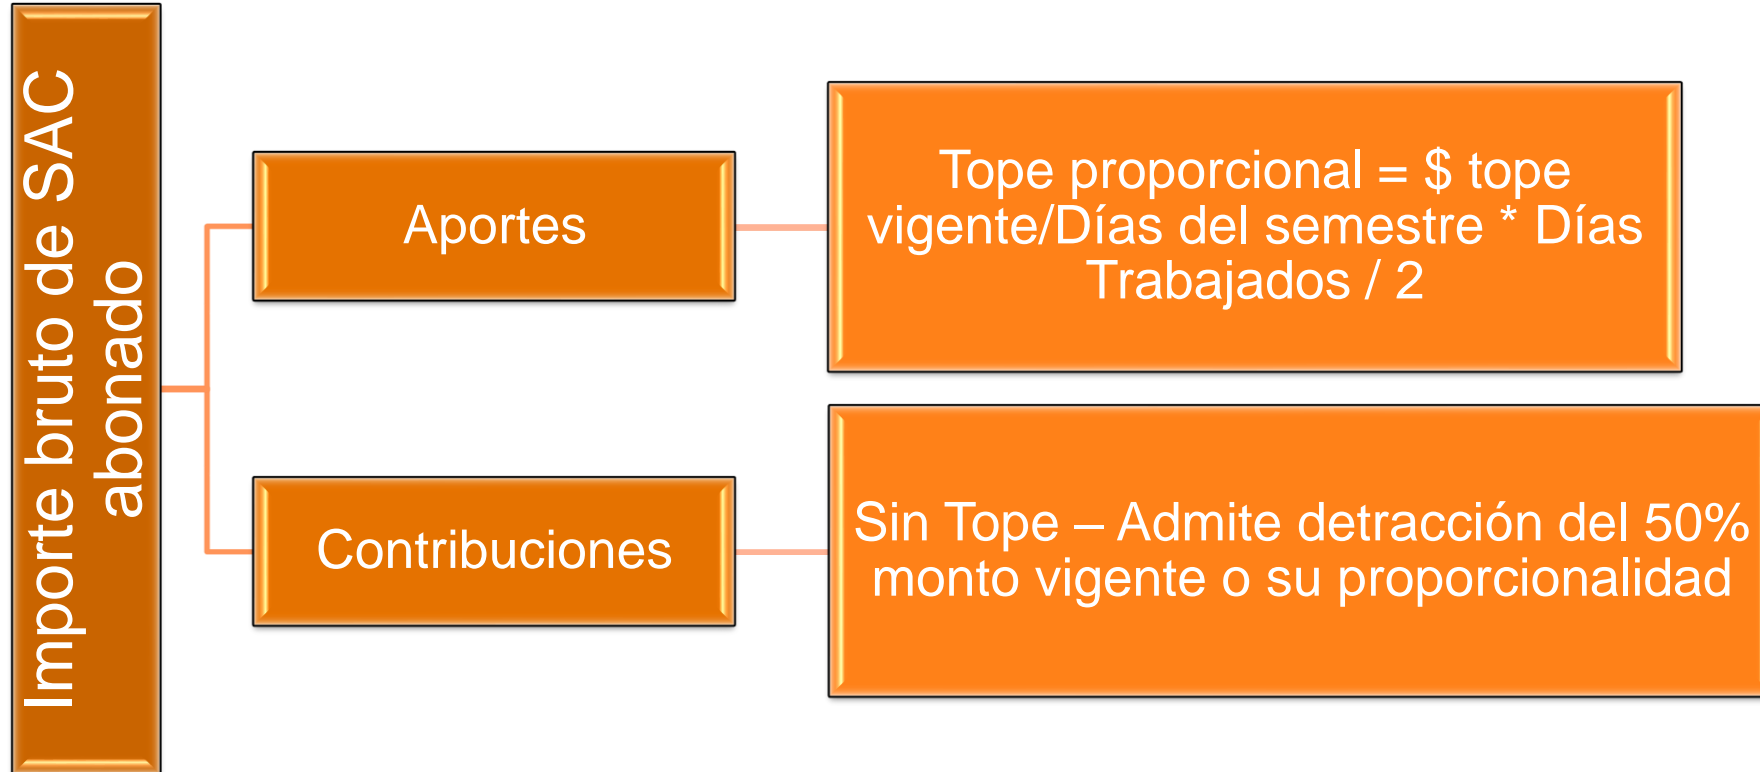 Importe bruto de SAC
abonado
Aportes
Tope proporcional = $ tope
vigente/Días del semestre * Días
Trabajados / 2
Contribuciones
Sin Tope – Admite detracción del 50%
monto vigente o su proporcionalidad